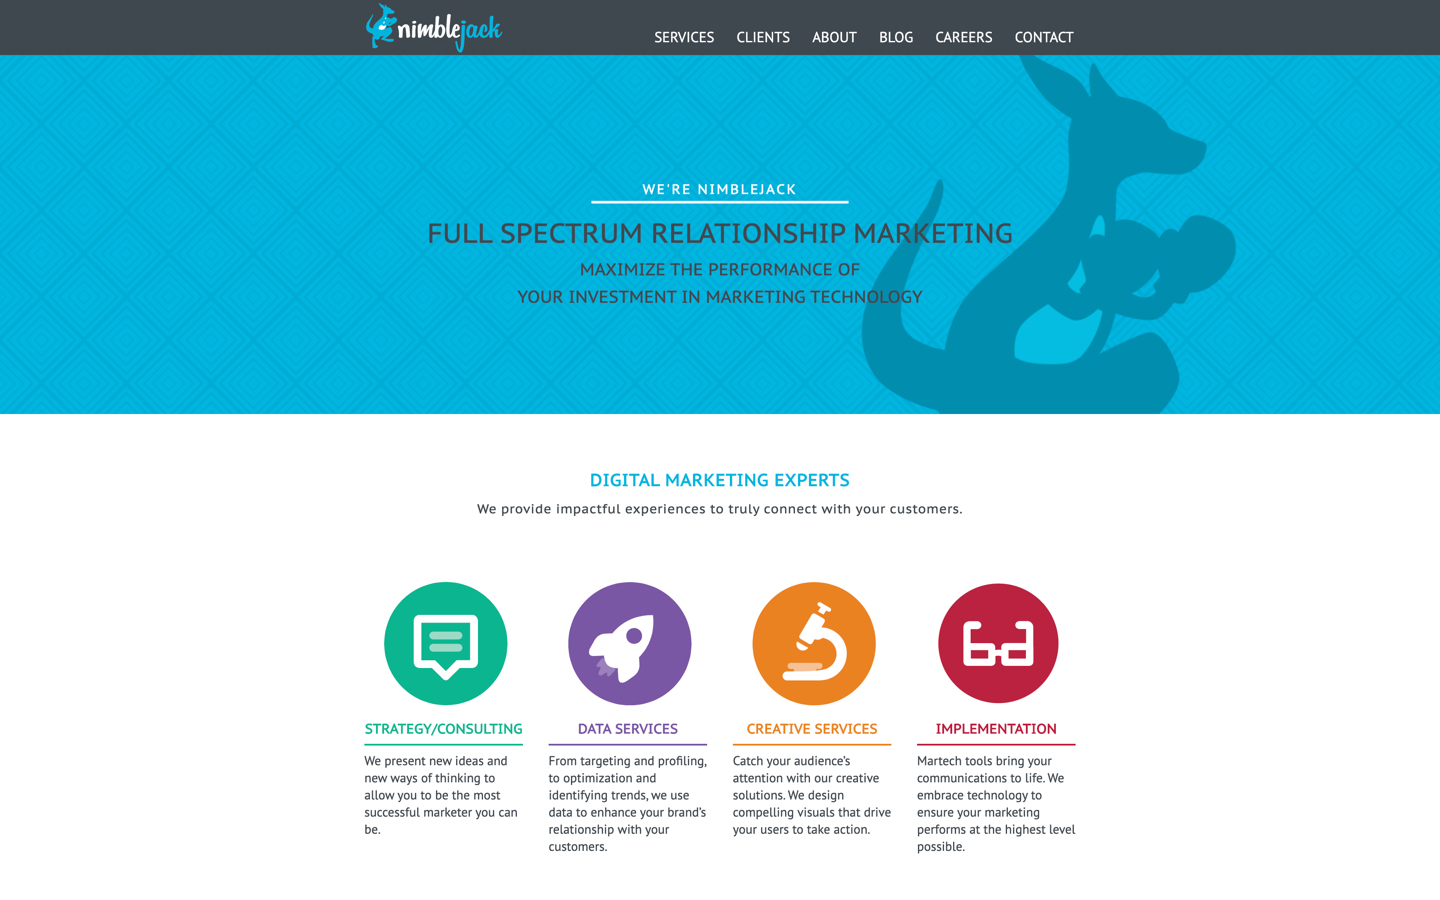 nimblejack
SERVICES CLIENTS ABOUT BLOG CAREERS CONTACT
WE'RE NIMBLEJACK
FULL SPECTRUM RELATIONSHIP MARKETING
MAXIMIZE THE PERFORMANCE OF
YOUR INVESTMENT IN MARKETING TECHNOLOGY
DIGITAL MARKETING EXPERTS
We provide impactful experiences to truly connect with your customers.
STRATEGY/CONSULTING
We present new ideas and
new ways of thinking to
allow you to be the most
successful marketer you can
be.
DATA SERVICES
From targeting and profiling,
to optimization and
identifying trends, we use
data to enhance your brand's
relationship with your
customers.
CREATIVE SERVICES
Catch your audience's
attention with our creative
solutions. We design
compelling visuals that drive
your users to take action.
IMPLEMENTATION
Martech tools bring your
communications to life. We
embrace technology to
ensure your marketing
performs at the highest level
possible.